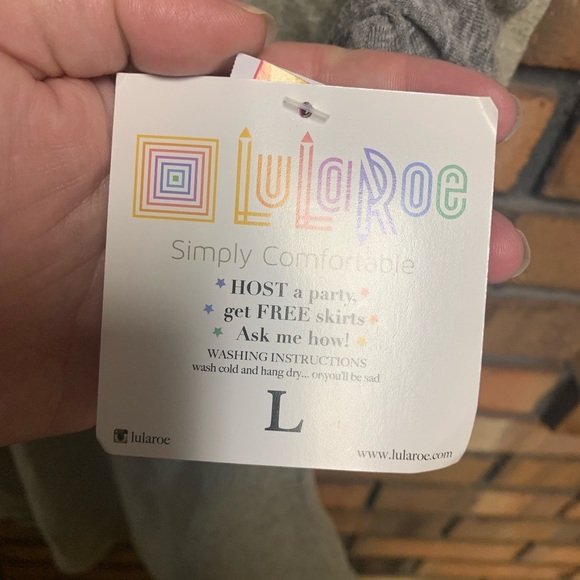 LuLaRoe
Simply Comfortable
HOST a party,
get FREE skirts
Ask me how!
WASHING INSTRUCTIONS
wash cold and hang dry... or you'll be sad
L
lularoe
www.lularoe.com